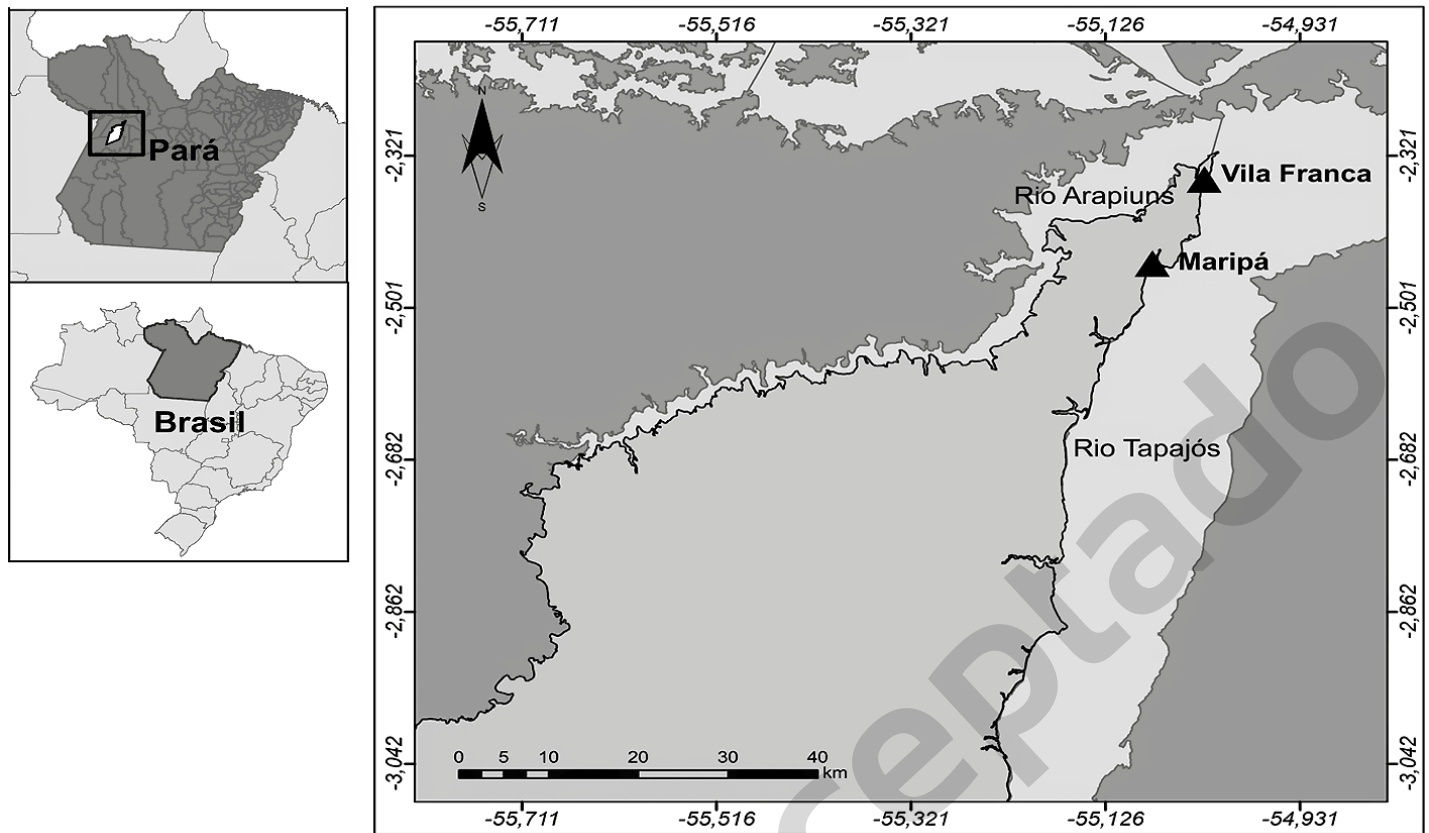 Pará
Brasil
-55,711 -55,516 -55,321 -55,126 -54,931
-2,321 -2,321
N
S
Vila Franca
Rio Arapiuns
Maripá
-2,501 -2,501
Rio Tapajós
-2,682 -2,682
-2,862 -2,862
-3,042 -3,042
0 5 10 20 30 40
km
-55,711 -55,516 -55,321 -55,126 -54,931
ceptado